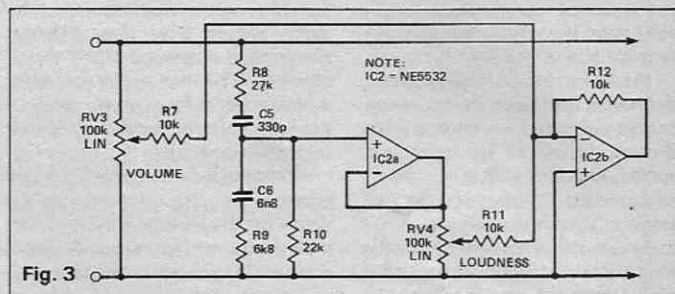 R8
27k
NOTE:
IC2 = NE5532
R12
10k
RV3
100k
LIN
R7
10k
C5
330p
VOLUME
+
IC2a
-
-
IC2b
+
C6
6n8
R9
6k8
R10
22k
RV4
100k
LIN
R11
10k
LOUDNESS
Fig. 3